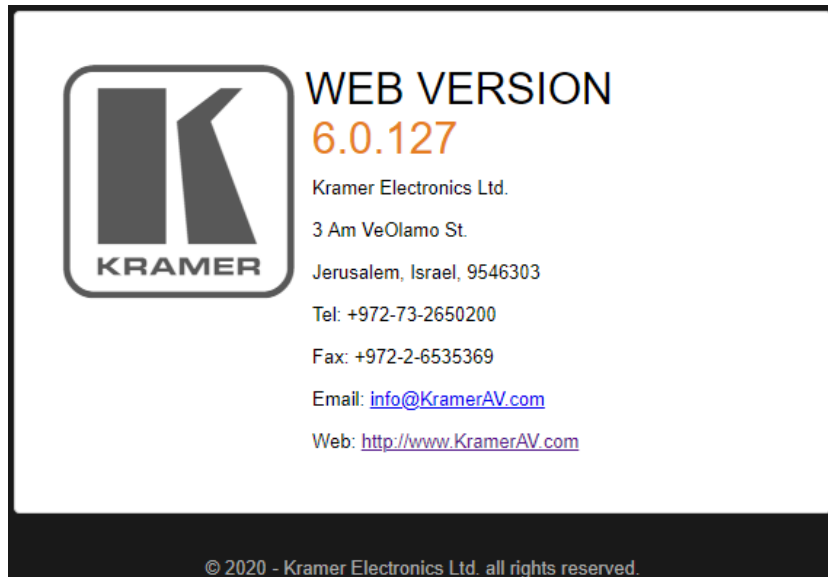 KRAMER
WEB VERSION
6.0.127
Kramer Electronics Ltd.
3 Am VeOlamo St.
Jerusalem, Israel, 9546303
Tel: +972-73-2650200
Fax: +972-2-6535369
Email: info@KramerAV.com
Web: http://www.KramerAV.com
© 2020 - Kramer Electronics Ltd. all rights reserved.